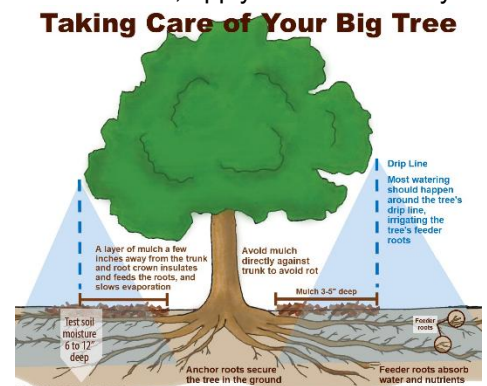 Taking Care of Your Big Tree
Drip Line
Most watering
should happen
around the tree's
drip line,
irrigating the
tree's feeder
roots
A layer of mulch a few
inches away from the trunk
and root crown insulates
and feeds the roots, and
slows evaporation
Avoid mulch
directly against
trunk to avoid rot
Mulch 3-5" deep
Test soil
moisture
6 to 12"
deep
Feeder
roots
Anchor roots secure
the tree in the ground
Feeder roots absorb
water and nutrients